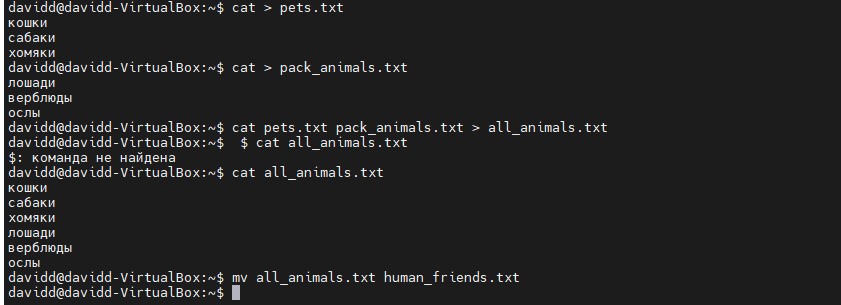 davidd@davidd-VirtualBox:~$ cat > pets.txt
кошки
сабаки
хомяки
davidd@davidd-VirtualBox:~$ cat > pack_animals.txt
лошади
верблюды
ослы
davidd@davidd-VirtualBox:~$ cat pets.txt pack_animals.txt > all_animals.txt
davidd@davidd-VirtualBox:~$  $ cat all_animals.txt
$: команда не найдена
davidd@davidd-VirtualBox:~$ cat all_animals.txt
кошки
сабаки
хомяки
лошади
верблюды
ослы
davidd@davidd-VirtualBox:~$ mv all_animals.txt human_friends.txt
davidd@davidd-VirtualBox:~$